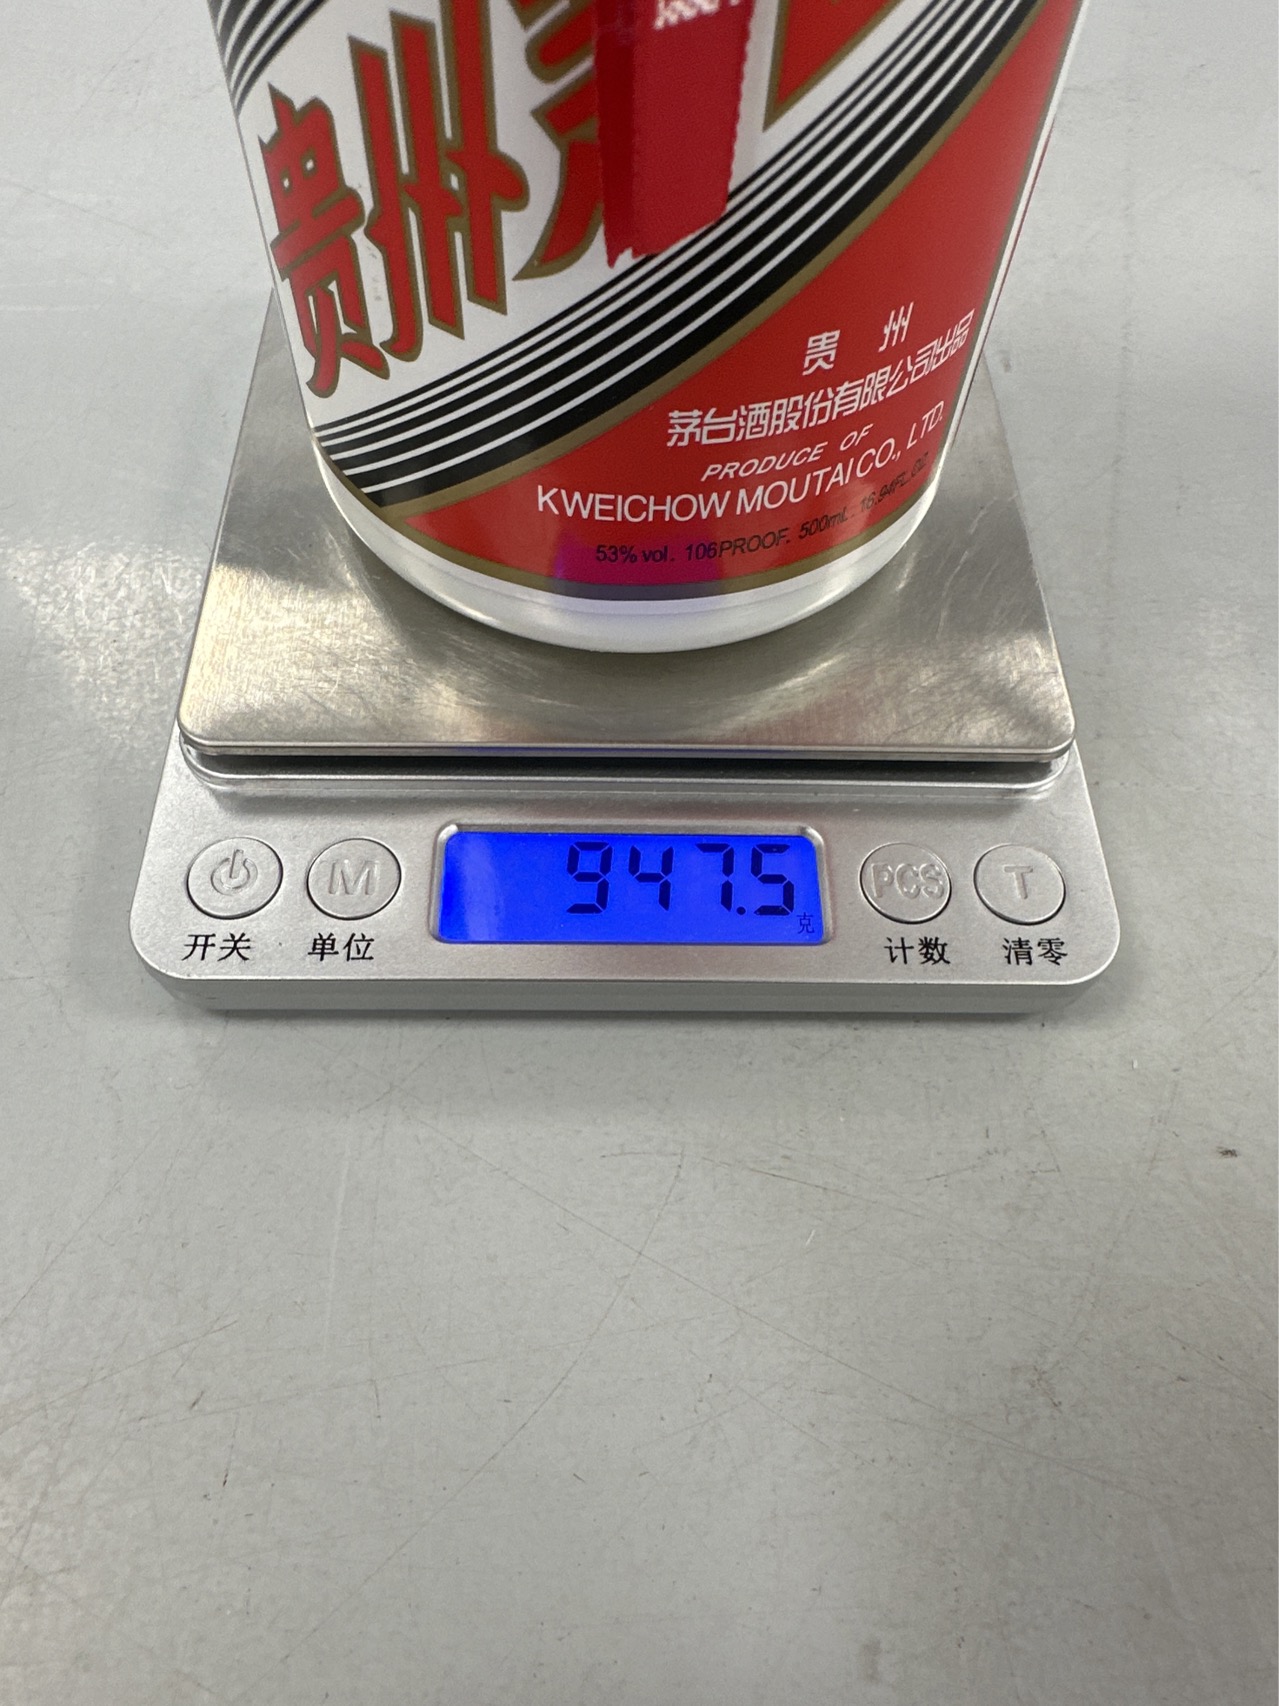 贵州
贵州
茅台酒股份有限公司出品
PRODUCE OF
KWEICHOW MOUTAI CO., LTD.
53% vol. 106PROOF. 500mL. 16.94FL.OZ.
947.5克
M
PCS
T
开关
单位
计数
清零